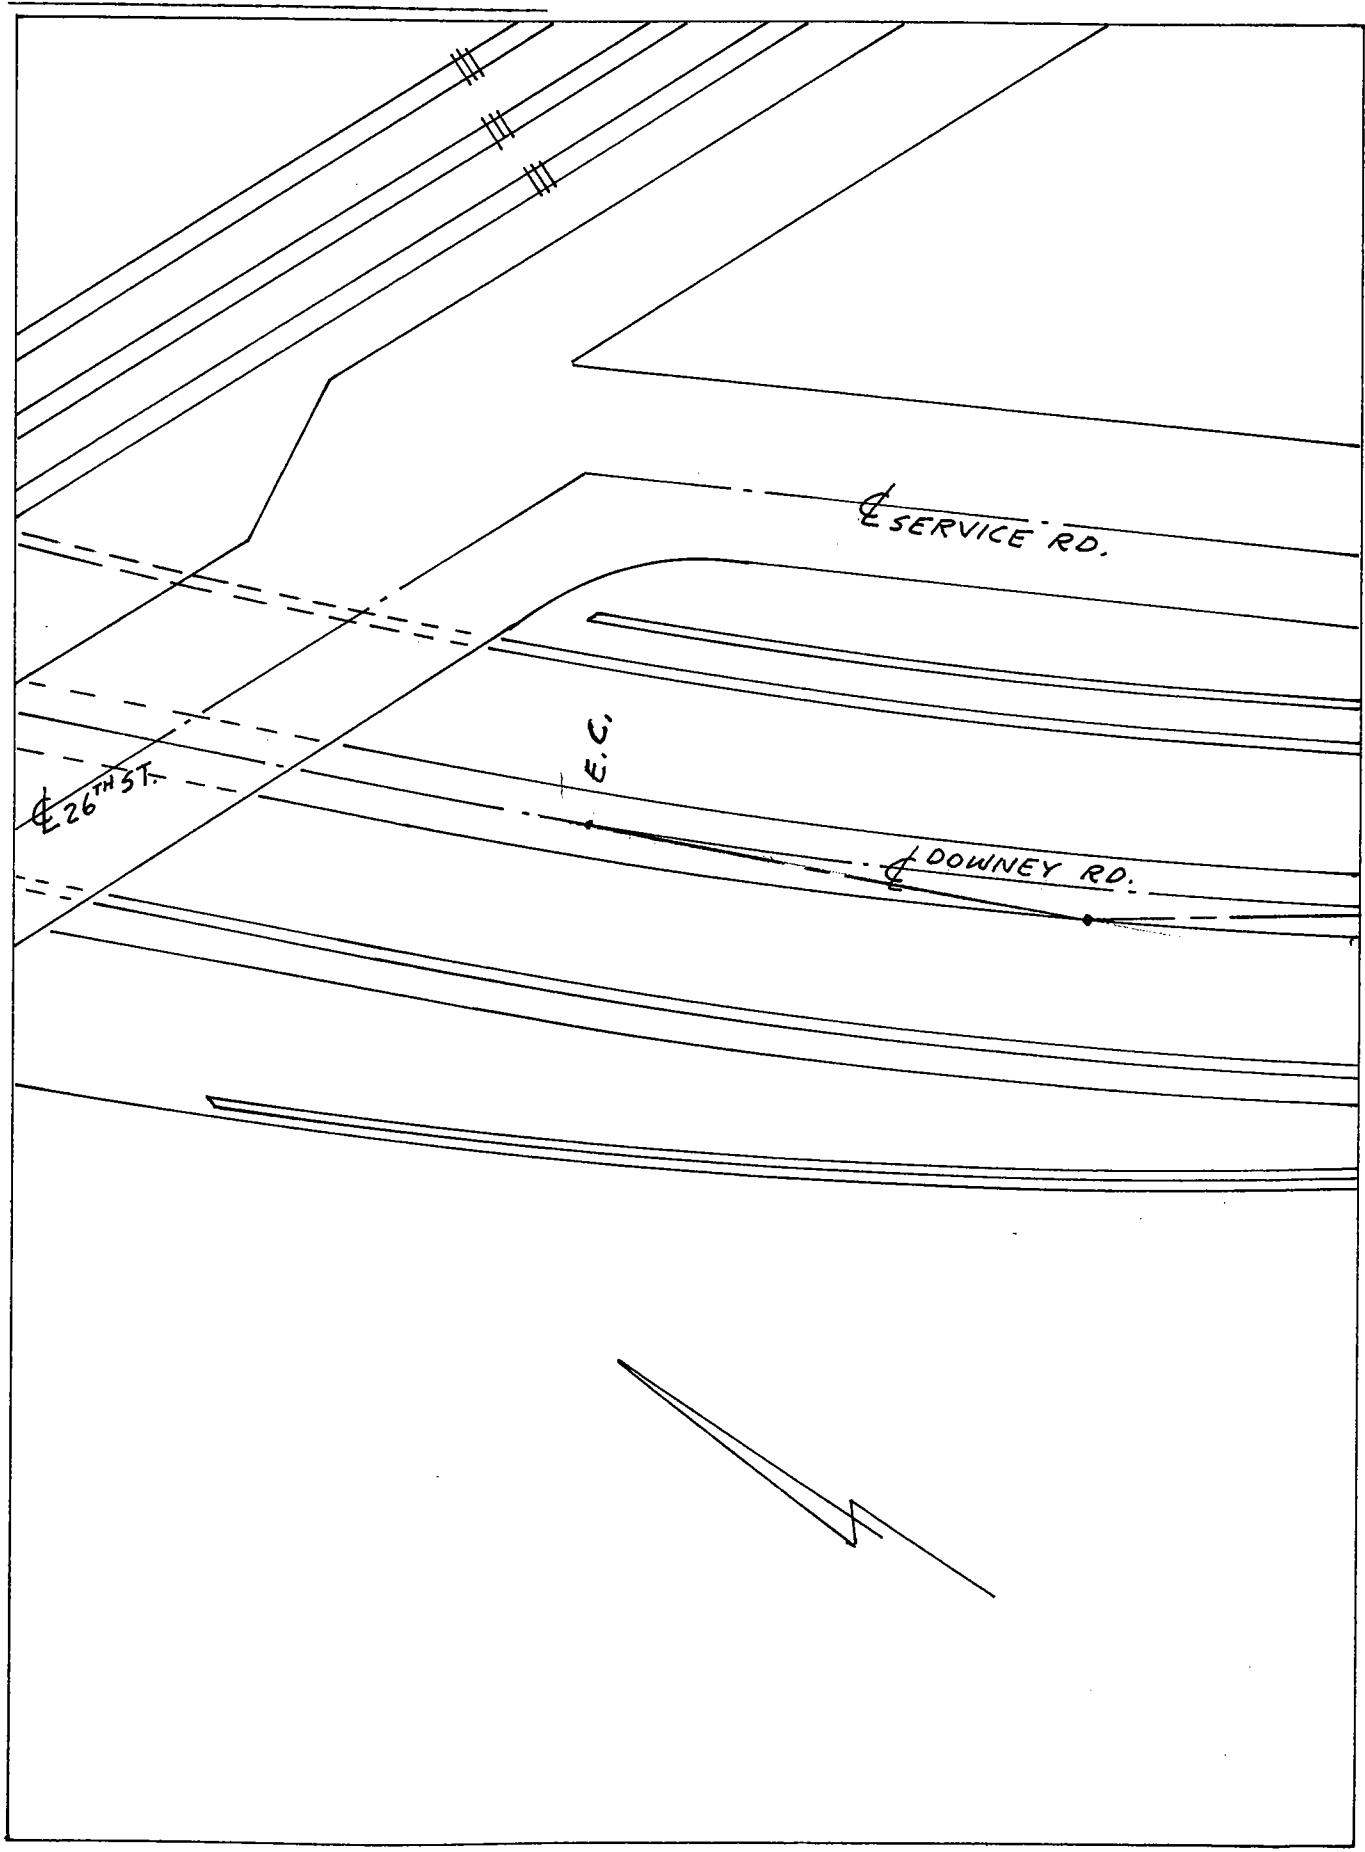 ℄ SERVICE RD.
E.C.
℄ 26TH ST.
℄ DOWNEY RD.